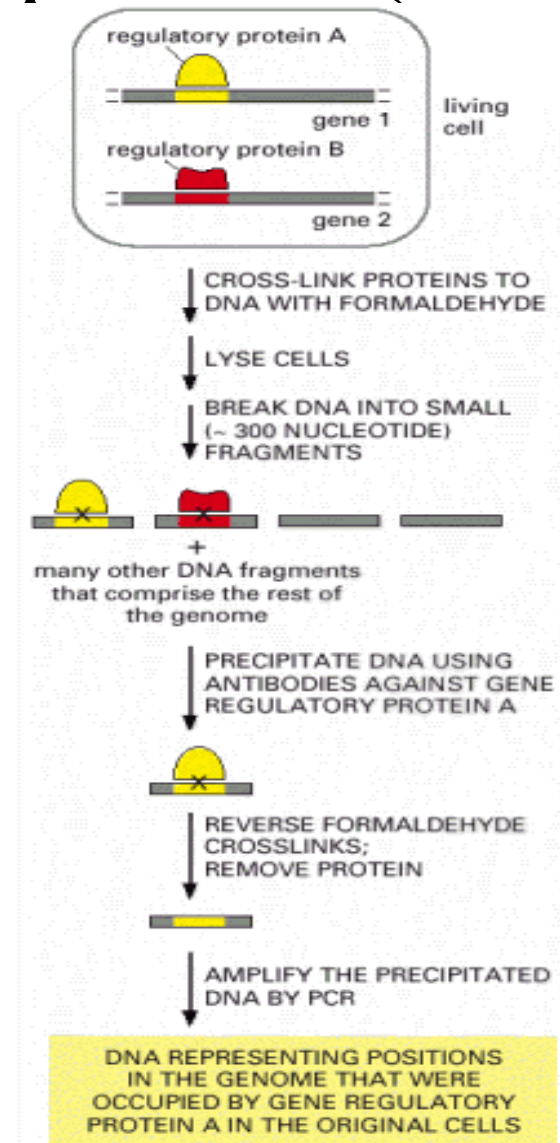 regulatory protein A
gene 1
living
cell
regulatory protein B
gene 2
CROSS-LINK PROTEINS TO
DNA WITH FORMALDEHYDE
LYSE CELLS
BREAK DNA INTO SMALL
(~ 300 NUCLEOTIDE)
FRAGMENTS
+
many other DNA fragments
that comprise the rest of
the genome
PRECIPITATE DNA USING
ANTIBODIES AGAINST GENE
REGULATORY PROTEIN A
REVERSE FORMALDEHYDE
CROSSLINKS;
REMOVE PROTEIN
AMPLIFY THE PRECIPITATED
DNA BY PCR
DNA REPRESENTING POSITIONS
IN THE GENOME THAT WERE
OCCUPIED BY GENE REGULATORY
PROTEIN A IN THE ORIGINAL CELLS